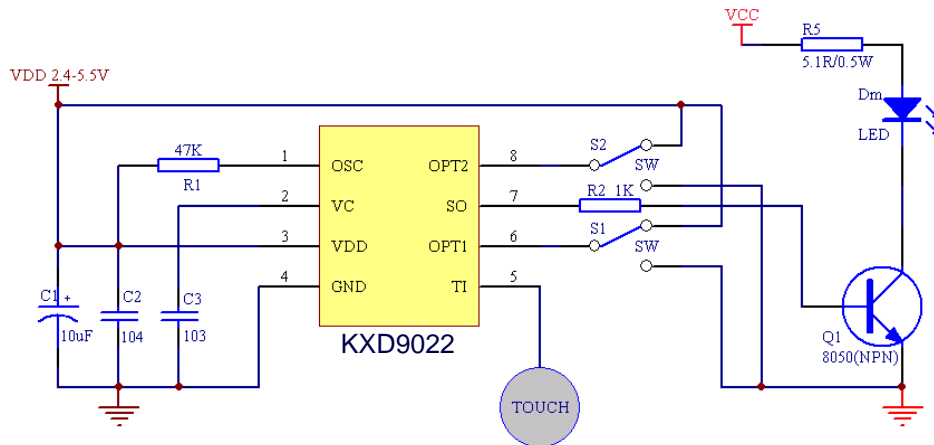 VCC
R5
5.1R/0.5W
VDD 2.4-5.5V
Dm
LED
47K
R1
1
OSC
OPT2
8
S2
SW
2
VC
SO
7
R2 1K
3
VDD
OPT1
6
S1
SW
4
GND
TI
5
C1
+
10uF
C2
104
C3
103
KXD9022
Q1
8050(NPN)
TOUCH